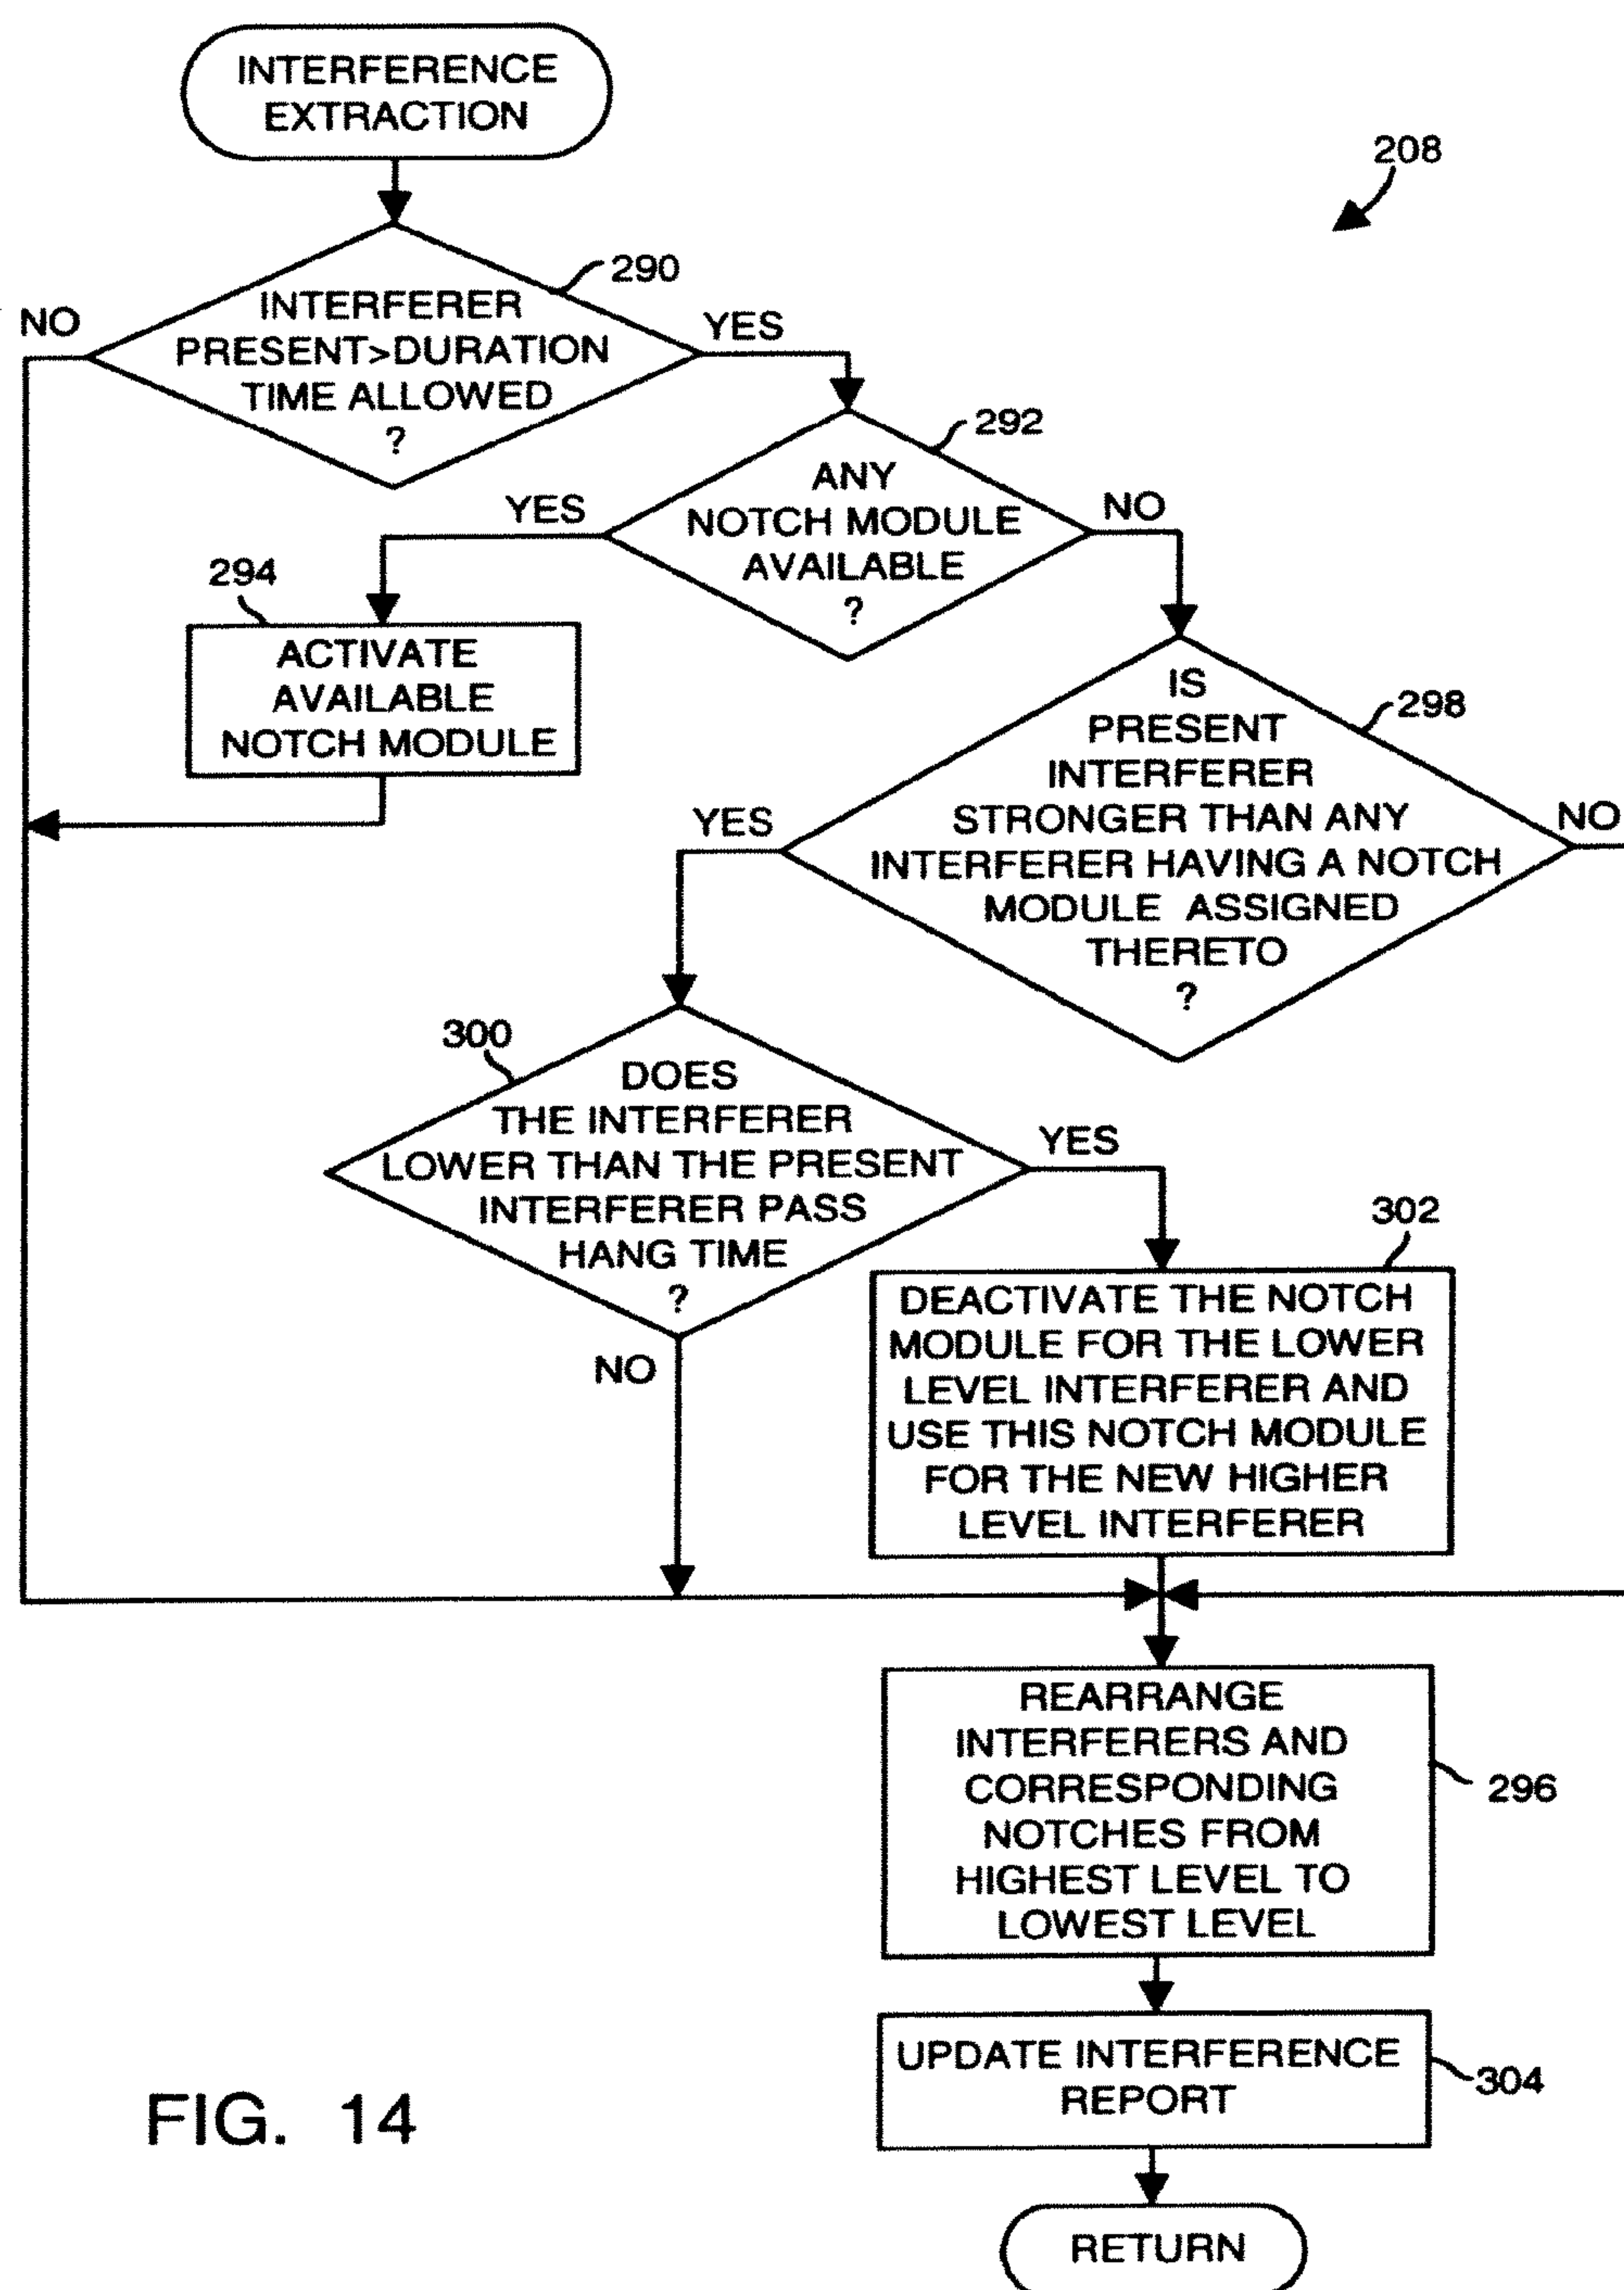 INTERFERENCE
EXTRACTION
208
290
NO
INTERFERER
PRESENT>DURATION
TIME ALLOWED
?
YES
292
ANY
NOTCH MODULE
AVAILABLE
?
YES
NO
294
ACTIVATE
AVAILABLE
NOTCH MODULE
298
IS
PRESENT
INTERFERER
STRONGER THAN ANY
INTERFERER HAVING A NOTCH
MODULE ASSIGNED
THERETO
?
YES
NO
300
DOES
THE INTERFERER
LOWER THAN THE PRESENT
INTERFERER PASS
HANG TIME
?
YES
NO
302
DEACTIVATE THE NOTCH
MODULE FOR THE LOWER
LEVEL INTERFERER AND
USE THIS NOTCH MODULE
FOR THE NEW HIGHER
LEVEL INTERFERER
REARRANGE
INTERFERERS AND
CORRESPONDING
NOTCHES FROM
HIGHEST LEVEL TO
LOWEST LEVEL
296
UPDATE INTERFERENCE
REPORT
304
FIG. 14
RETURN